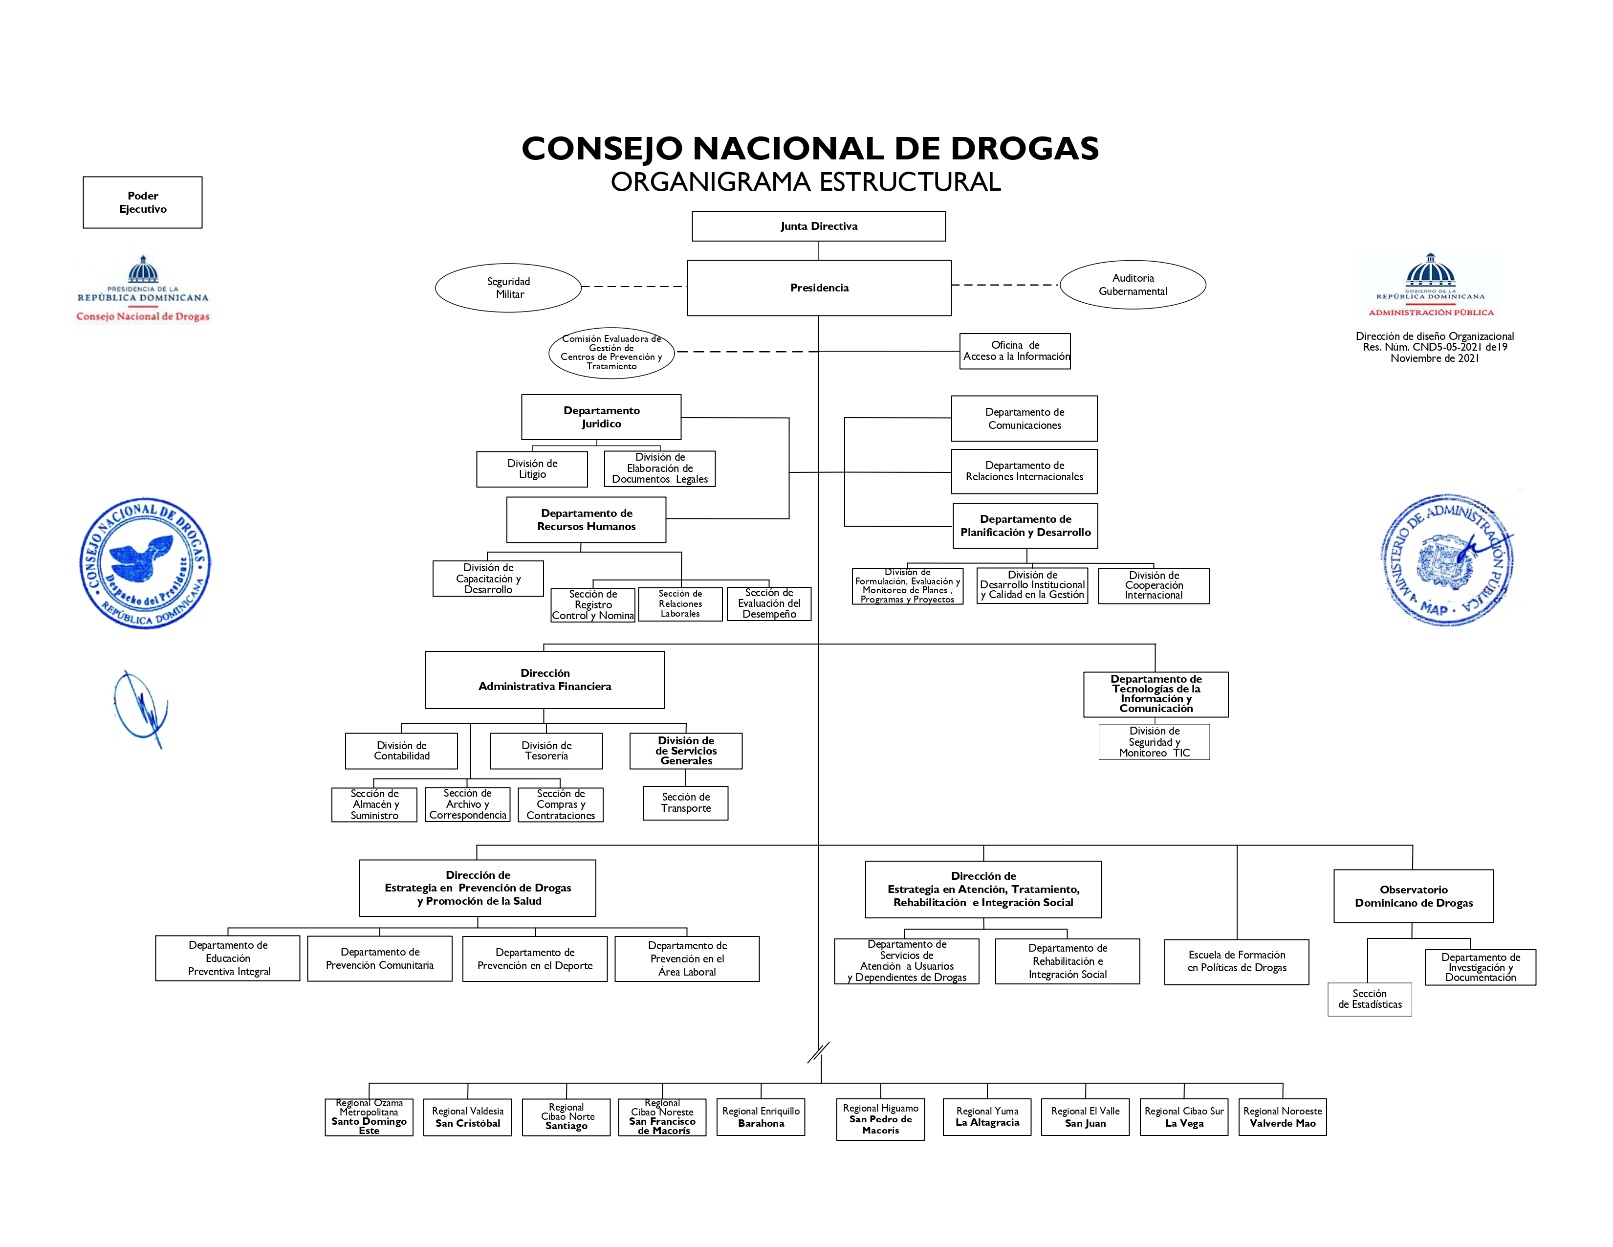 CONSEJO NACIONAL DE DROGAS
ORGANIGRAMA ESTRUCTURAL
Poder
Ejecutivo
PRESIDENCIA DE LA
REPÚBLICA DOMINICANA
Consejo Nacional de Drogas
Junta Directiva
Seguridad
Militar
Presidencia
Auditoria
Gubernamental
GOBIERNO DE LA
REPÚBLICA DOMINICANA
ADMINISTRACIÓN PÚBLICA
Dirección de diseño Organizacional
Res. Núm. CND5-05-2021 de19
Noviembre de 2021
Comisión Evaluadora de
Gestión de
Centros de Prevención y
Tratamiento
Oficina de
Acceso a la Información
Departamento
Juridico
Departamento de
Comunicaciones
División de
Litigio
División de
Elaboración de
Documentos Legales
Departamento de
Relaciones Internacionales
Departamento de
Recursos Humanos
Departamento de
Planificación y Desarrollo
División de
Capacitación y
Desarrollo
Sección de
Registro
Control y Nomina
Sección de
Relaciones
Laborales
Sección de
Evaluación del
Desempeño
División de
Formulación, Evaluación y
Monitoreo de Planes ,
Programas y Proyectos
División de
Desarrollo Institucional
y Calidad en la Gestión
División de
Cooperación
Internacional
CONSEJO NACIONAL DE DROGAS
Despacho del Presidente
REPÚBLICA DOMINICANA
MINISTERIO DE ADMINISTRACIÓN PÚBLICA
MAP
Dirección
Administrativa Financiera
Departamento de
Tecnologías de la
Información y
Comunicación
División de
Seguridad y
Monitoreo TIC
División de
Contabilidad
División de
Tesorería
División de
de Servicios
Generales
Sección de
Almacén y
Suministro
Sección de
Archivo y
Correspondencia
Sección de
Compras y
Contrataciones
Sección de
Transporte
Dirección de
Estrategia en Prevención de Drogas
y Promoción de la Salud
Dirección de
Estrategia en Atención, Tratamiento,
Rehabilitación e Integración Social
Observatorio
Dominicano de Drogas
Departamento de
Educación
Preventiva Integral
Departamento de
Prevención Comunitaria
Departamento de
Prevención en el Deporte
Departamento de
Prevención en el
Área Laboral
Departamento de
Servicios de
Atención a Usuarios
y Dependientes de Drogas
Departamento de
Rehabilitación e
Integración Social
Escuela de Formación
en Políticas de Drogas
Sección
de Estadísticas
Departamento de
Investigación y
Documentación
Regional Ozama
Metropolitana
Santo Domingo
Este
Regional Valdesia
San Cristóbal
Regional
Cibao Norte
Santiago
Regional
Cibao Noreste
San Francisco
de Macorís
Regional Enriquillo
Barahona
Regional Higuamo
San Pedro de
Macoris
Regional Yuma
La Altagracia
Regional El Valle
San Juan
Regional Cibao Sur
La Vega
Regional Noroeste
Valverde Mao